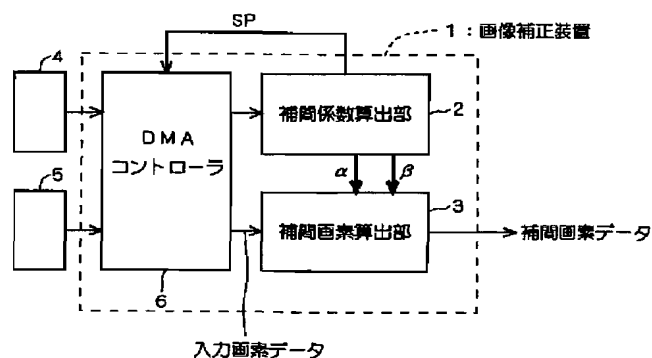 SP
1：画像補正装置
4
DMA
コントローラ
補間係数算出部
2
α
β
5
補間画素算出部
3
補間画素データ
6
入力画素データ